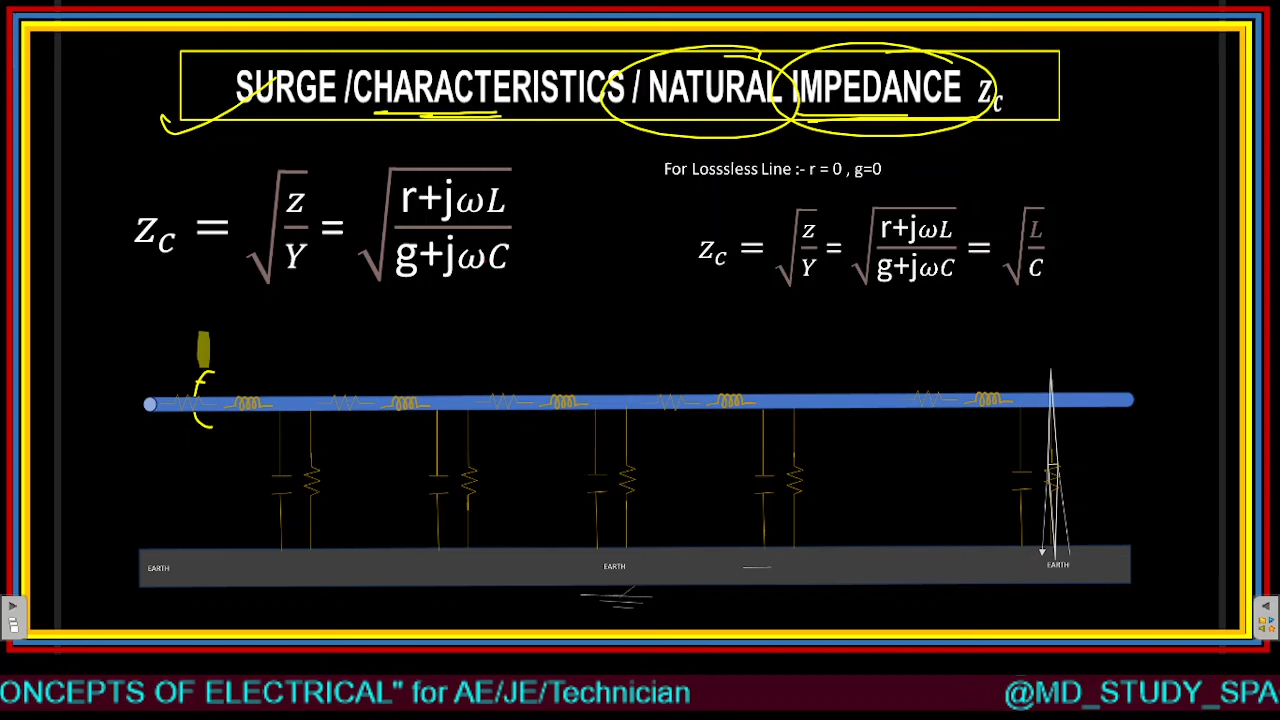 SURGE /CHARACTERISTICS / NATURAL IMPEDANCE Z_C
For Losssless Line :- r = 0 , g=0
Z_C = √(z/Y) = √((r+jωL)/(g+jωC))
Z_C = √(z/Y) = √((r+jωL)/(g+jωC)) = √(L/C)
EARTH EARTH EARTH
ONCEPTS OF ELECTRICAL" for AE/JE/Technician @MD_STUDY_SPA